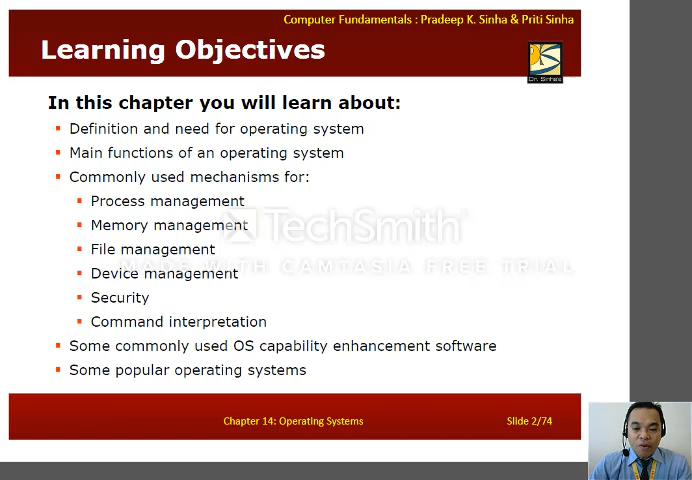 Computer Fundamentals : Pradeep K. Sinha & Priti Sinha
Learning Objectives
Dr. Sinha's
In this chapter you will learn about:
Definition and need for operating system
Main functions of an operating system
Commonly used mechanisms for:
Process management
Memory management
TechSmith
File management
MADE WITH CAMTASIA FREE TRIAL
Device management
Security
Command interpretation
Some commonly used OS capability enhancement software
Some popular operating systems
Chapter 14: Operating Systems
Slide 2/74